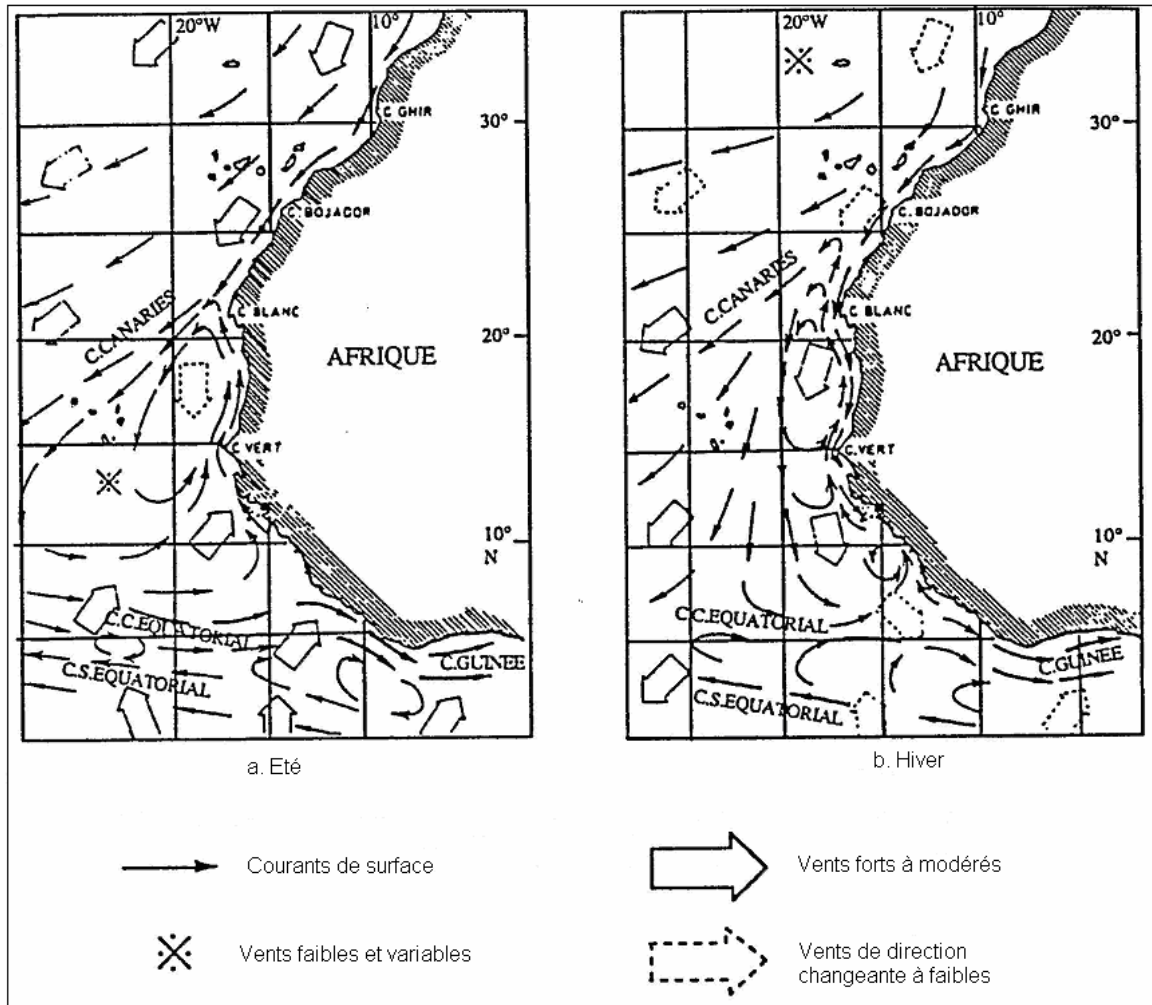 20°W
10°
C. GHIR
30°
C. BOJADOR
C. CANARIES
C. BLANC
20°
AFRIQUE
C. VERT
10°
N
C.C.EQUATORIAL
C.S.EQUATORIAL
C.GUINEE
a. Eté
20°W
10°
C. GHIR
30°
C. BOJADOR
C. CANARIES
C. BLANC
20°
AFRIQUE
C. VERT
10°
N
C.C.EQUATORIAL
C.S.EQUATORIAL
C.GUINEE
b. Hiver
Courants de surface
Vents forts à modérés
Vents faibles et variables
Vents de direction
changeante à faibles